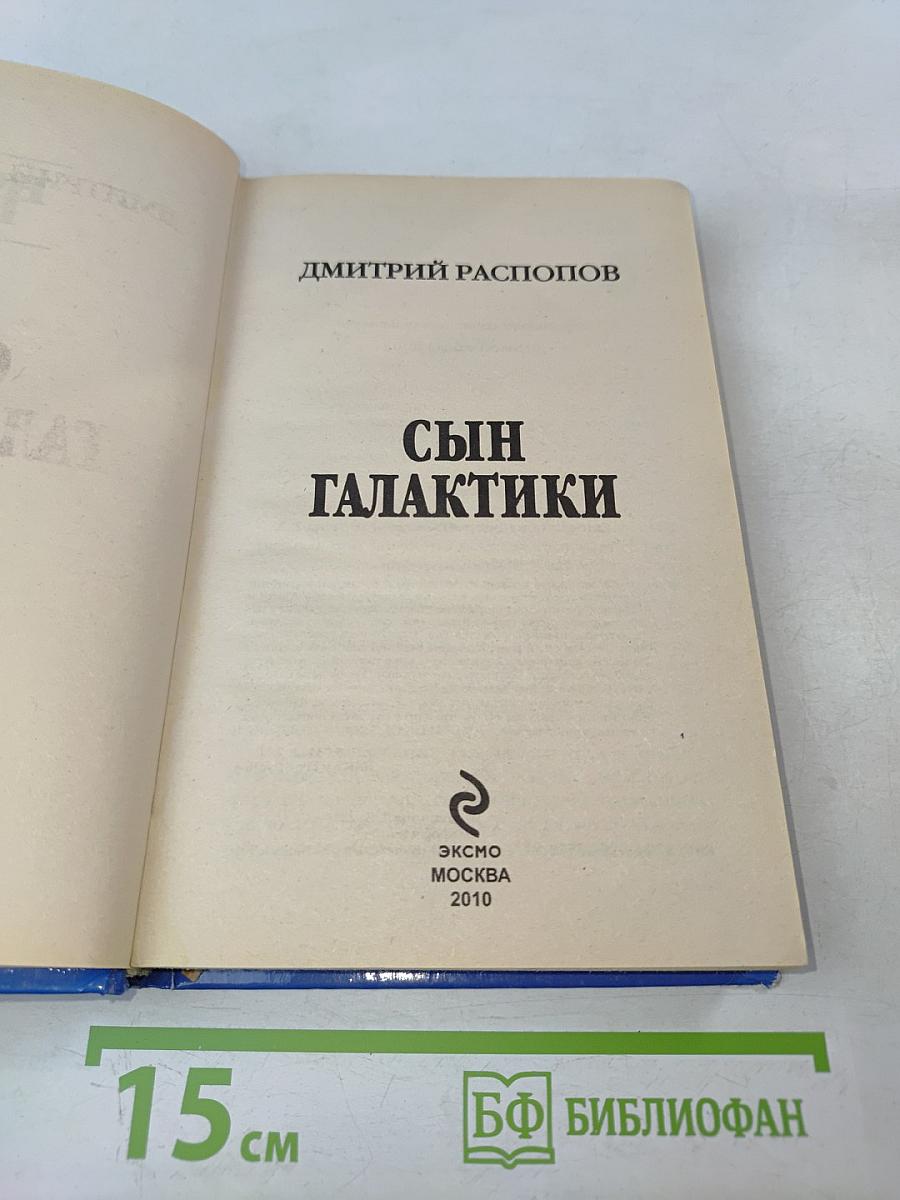 ДМИТРИЙ РАСПОПОВ
СЫН
ГАЛАКТИКИ
ЭКСМО
МОСКВА
2010
15 см
БФ БИБЛИОФАН